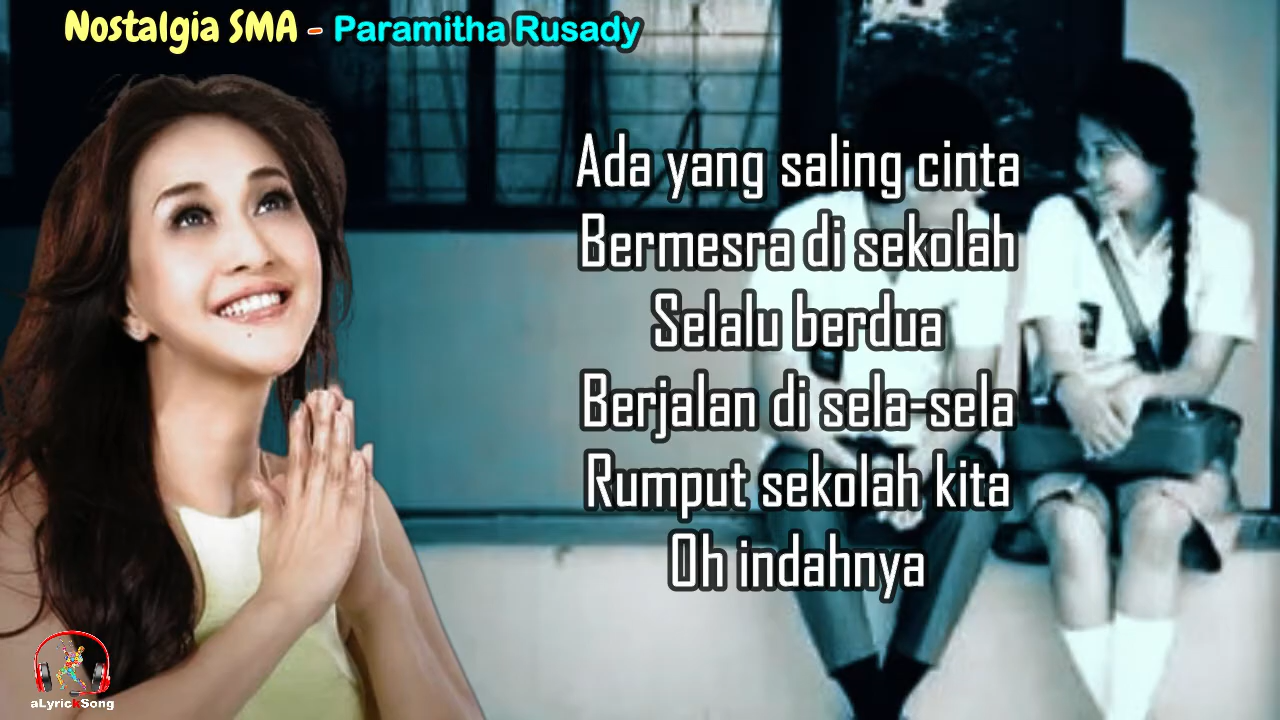 Nostalgia SMA - Paramitha Rusady
Ada yang saling cinta
Bermesra di sekolah
Selalu berdua
Berjalan di sela-sela
Rumput sekolah kita
Oh indahnya
aLyrickSong